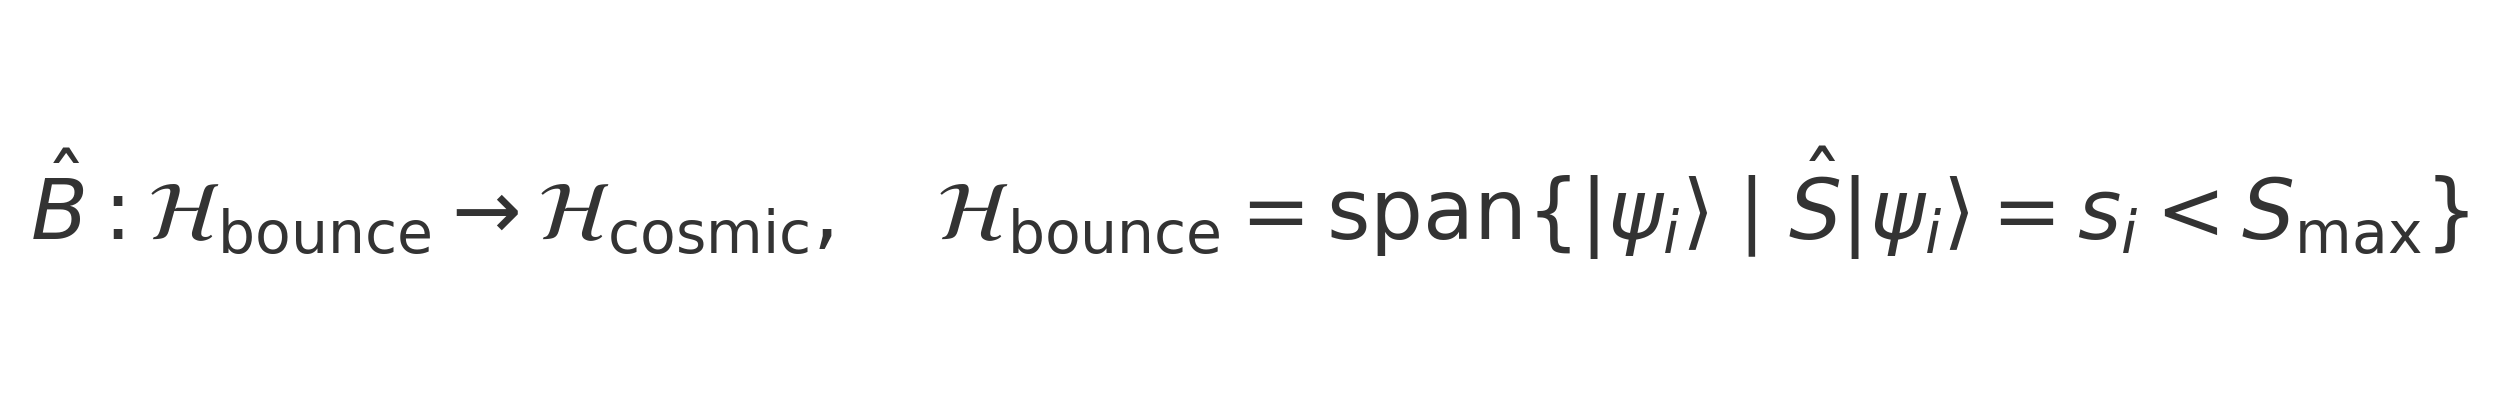 B̂ : ℋ_bounce → ℋ_cosmic, ℋ_bounce = span{|ψ_i⟩ | Ŝ|ψ_i⟩ = s_i < S_max}